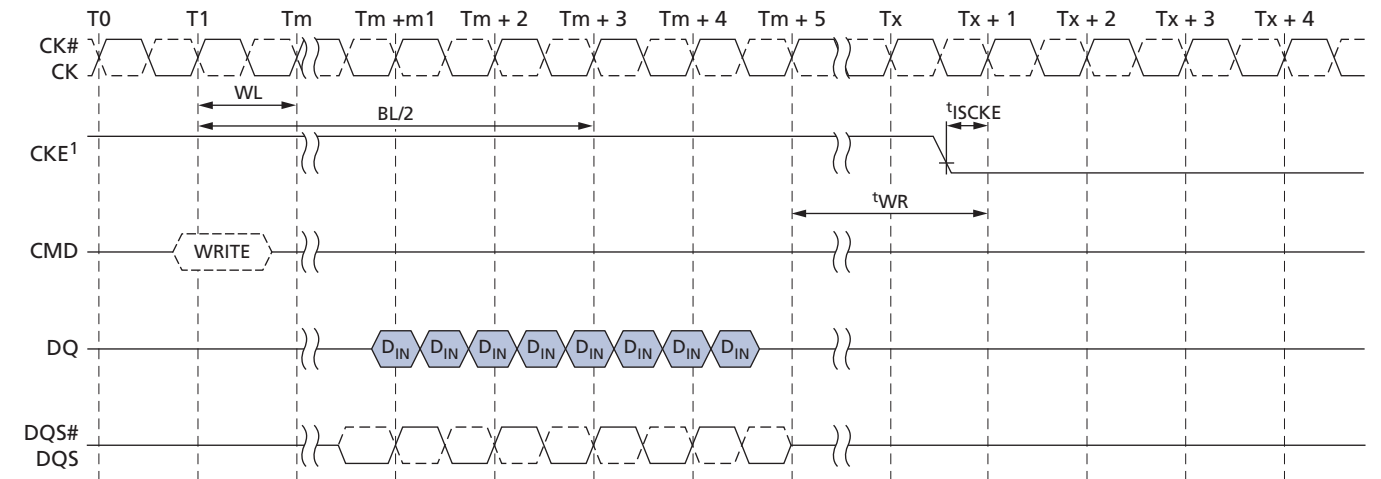 T0 T1 Tm Tm +m1 Tm + 2 Tm + 3 Tm + 4 Tm + 5 Tx Tx + 1 Tx + 2 Tx + 3 Tx + 4
CK#
CK
WL
BL/2
tISCKE
CKE1
tWR
CMD WRITE
DQ DIN DIN DIN DIN DIN DIN DIN DIN
DQS#
DQS